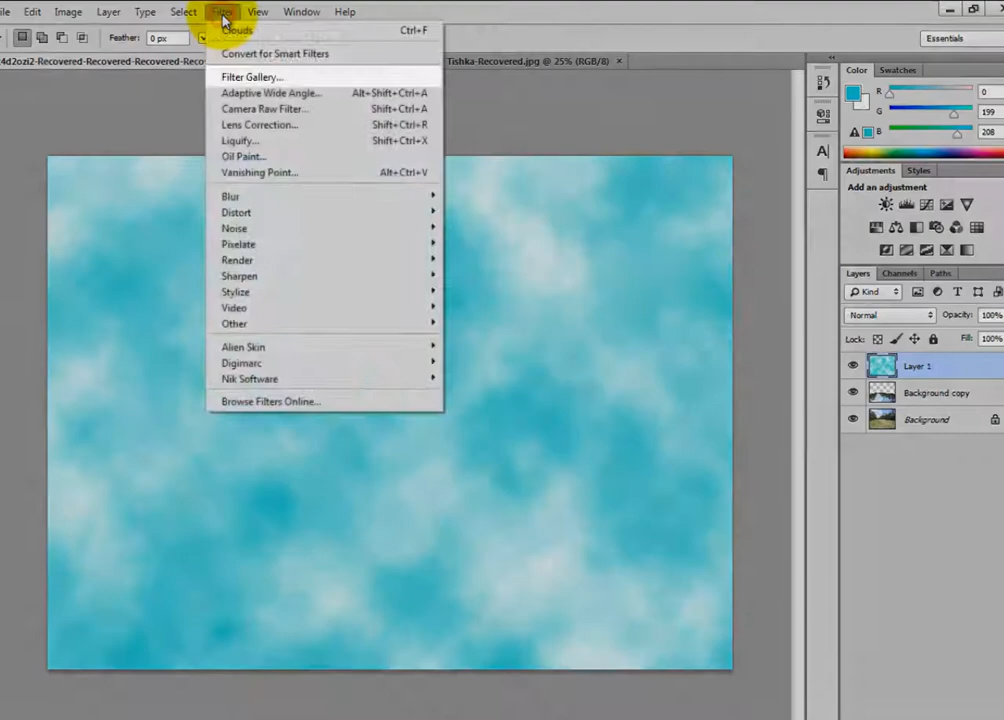 le Edit Image Layer Type Select Filter View Window Help
Feather: 0 px
Essentials
4d2ozi2-Recovered-Recovered-Recovered-Reco
Tishka-Recovered.jpg @ 25% (RGB/8) ×
Clouds Ctrl+F
Convert for Smart Filters
Filter Gallery...
Adaptive Wide Angle... Alt+Shift+Ctrl+A
Camera Raw Filter... Shift+Ctrl+A
Lens Correction... Shift+Ctrl+R
Liquify... Shift+Ctrl+X
Oil Paint...
Vanishing Point... Alt+Ctrl+V
Blur
Distort
Noise
Pixelate
Render
Sharpen
Stylize
Video
Other
Alien Skin
Digimarc
Nik Software
Browse Filters Online...
Color Swatches
R 0
G 199
B 208
Adjustments Styles
Add an adjustment
Layers Channels Paths
Kind
Normal Opacity: 100%
Lock: Fill: 100%
Layer 1
Background copy
Background